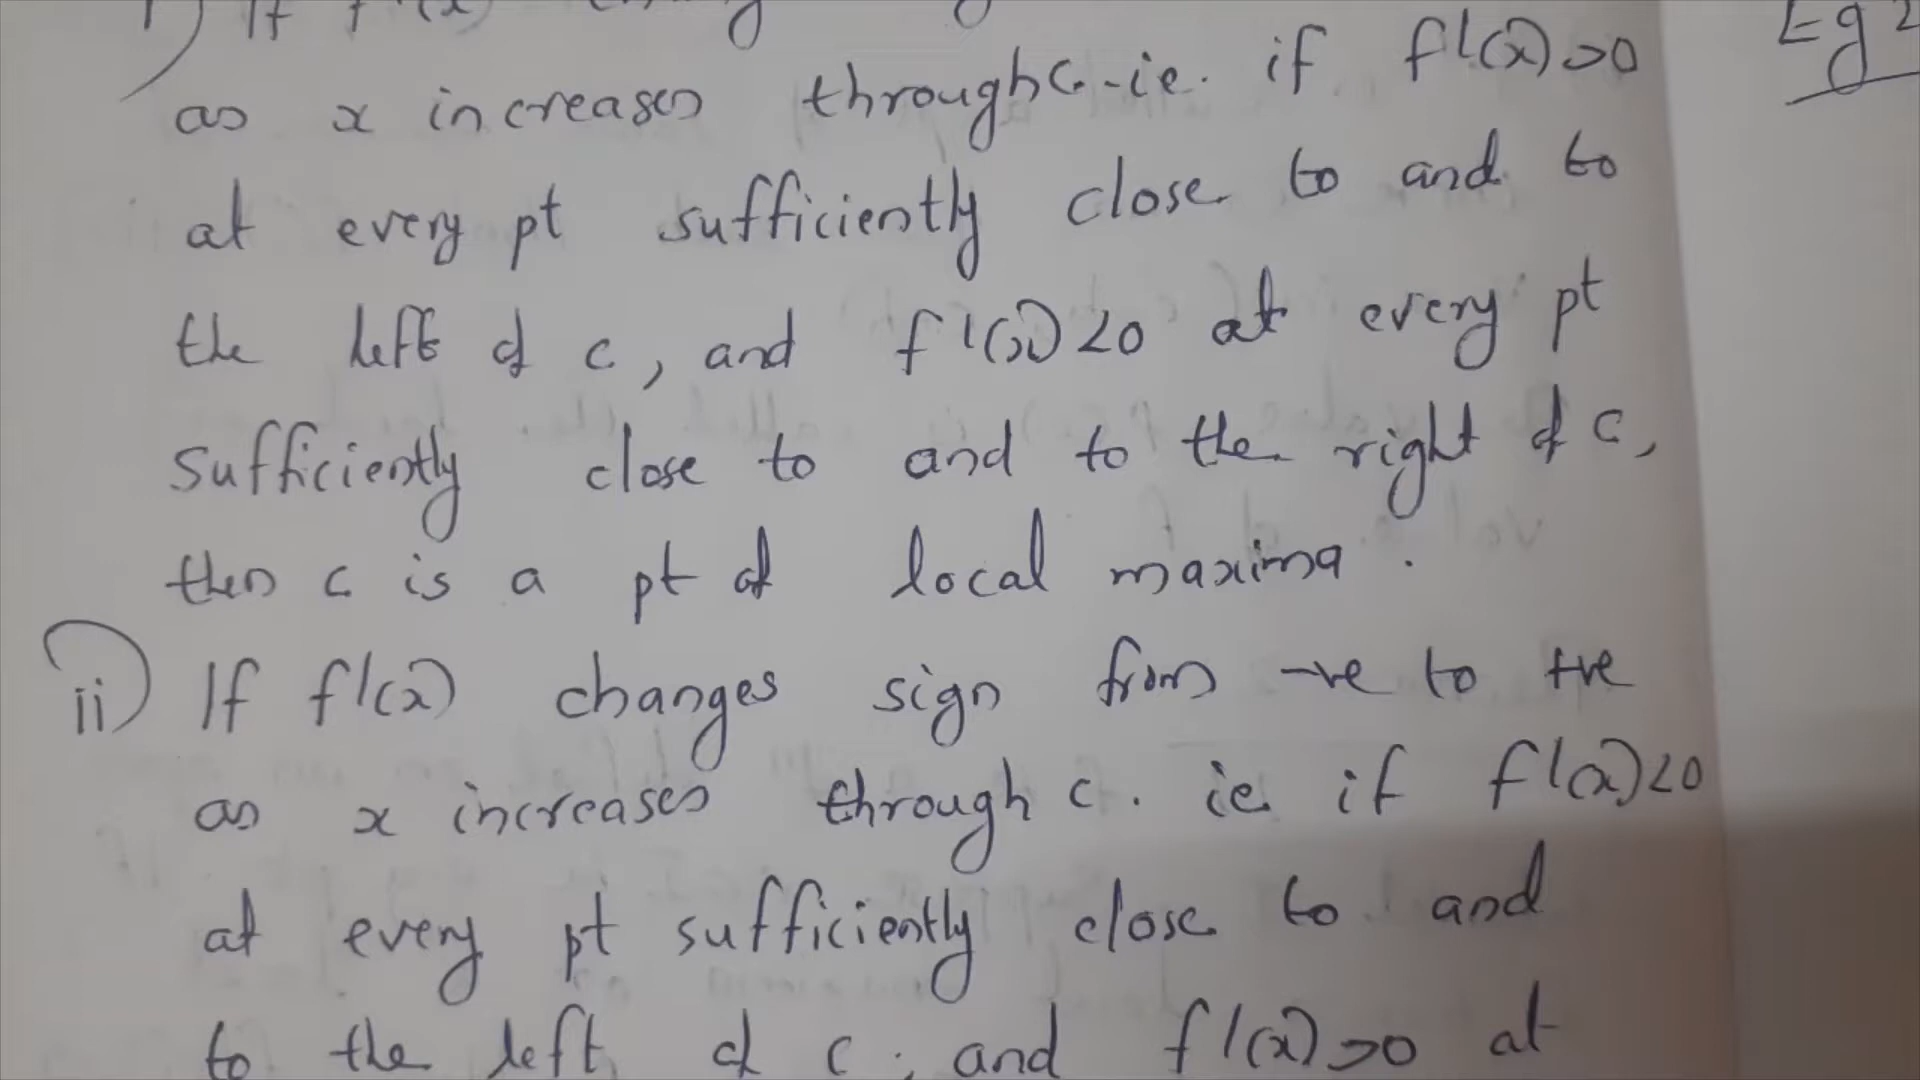 i) If f'(x)
Eg 2
as x increases through c. ie. if f'(x)>0
at every pt sufficiently close to and to
the left of c, and f'(x)<0 at every pt
sufficiently close to and to the right of c,
then c is a pt of local maxima.
ii) If f'(x) changes sign from -ve to +ve
as x increases through c. ie if f'(x)<0
at every pt sufficiently close to and
to the left of c, and f'(x)>0 at